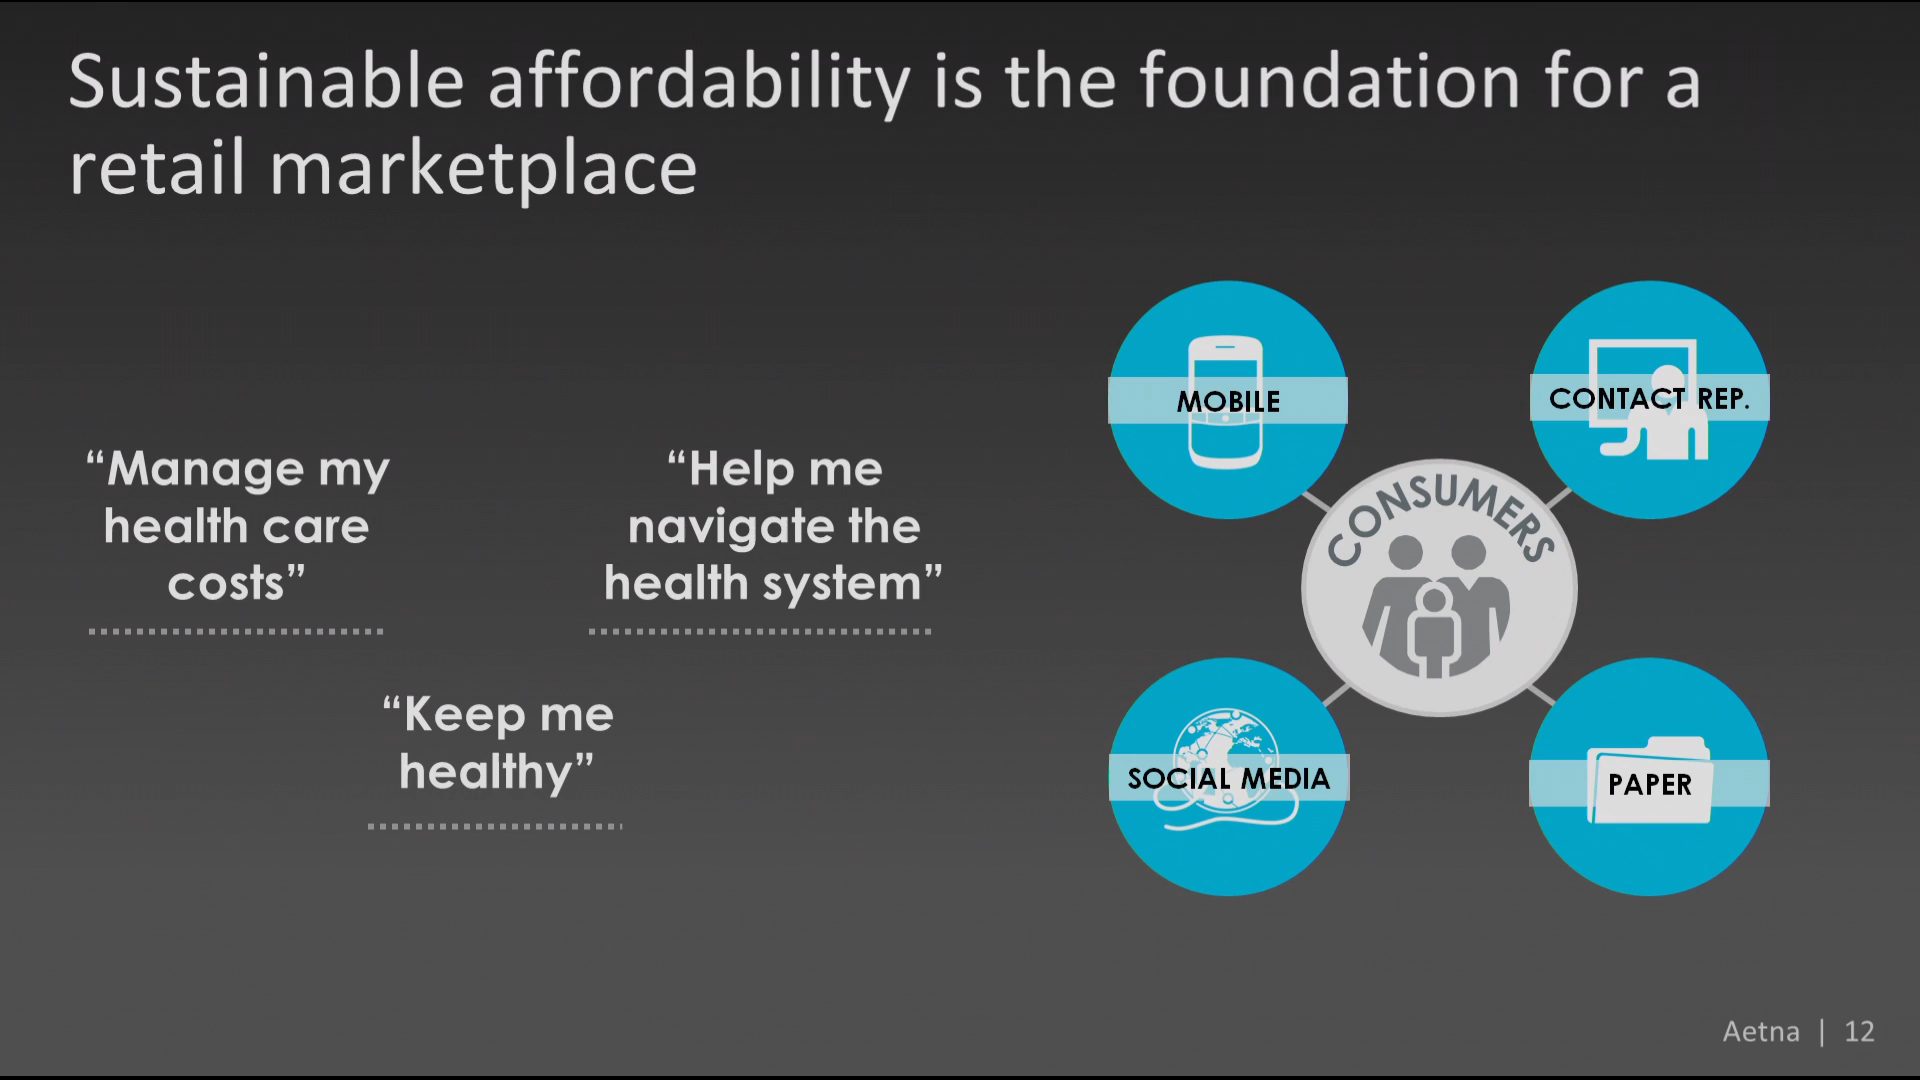 Sustainable affordability is the foundation for a
retail marketplace
“Manage my
health care
costs”
“Help me
navigate the
health system”
“Keep me
healthy”
MOBILE
CONTACT REP.
CONSUMERS
SOCIAL MEDIA
PAPER
Aetna | 12